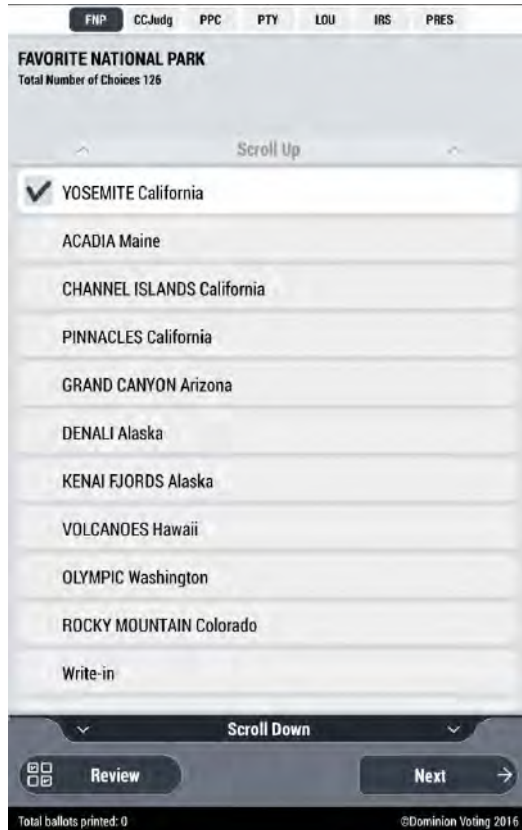 FNP CCJudg PPC PTY LOU IRS PRES
FAVORITE NATIONAL PARK
Total Number of Choices 126
Scroll Up
YOSEMITE California
ACADIA Maine
CHANNEL ISLANDS California
PINNACLES California
GRAND CANYON Arizona
DENALI Alaska
KENAI FJORDS Alaska
VOLCANOES Hawaii
OLYMPIC Washington
ROCKY MOUNTAIN Colorado
Write-in
Scroll Down
Review Next
Total ballots printed: 0 ©Dominion Voting 2016